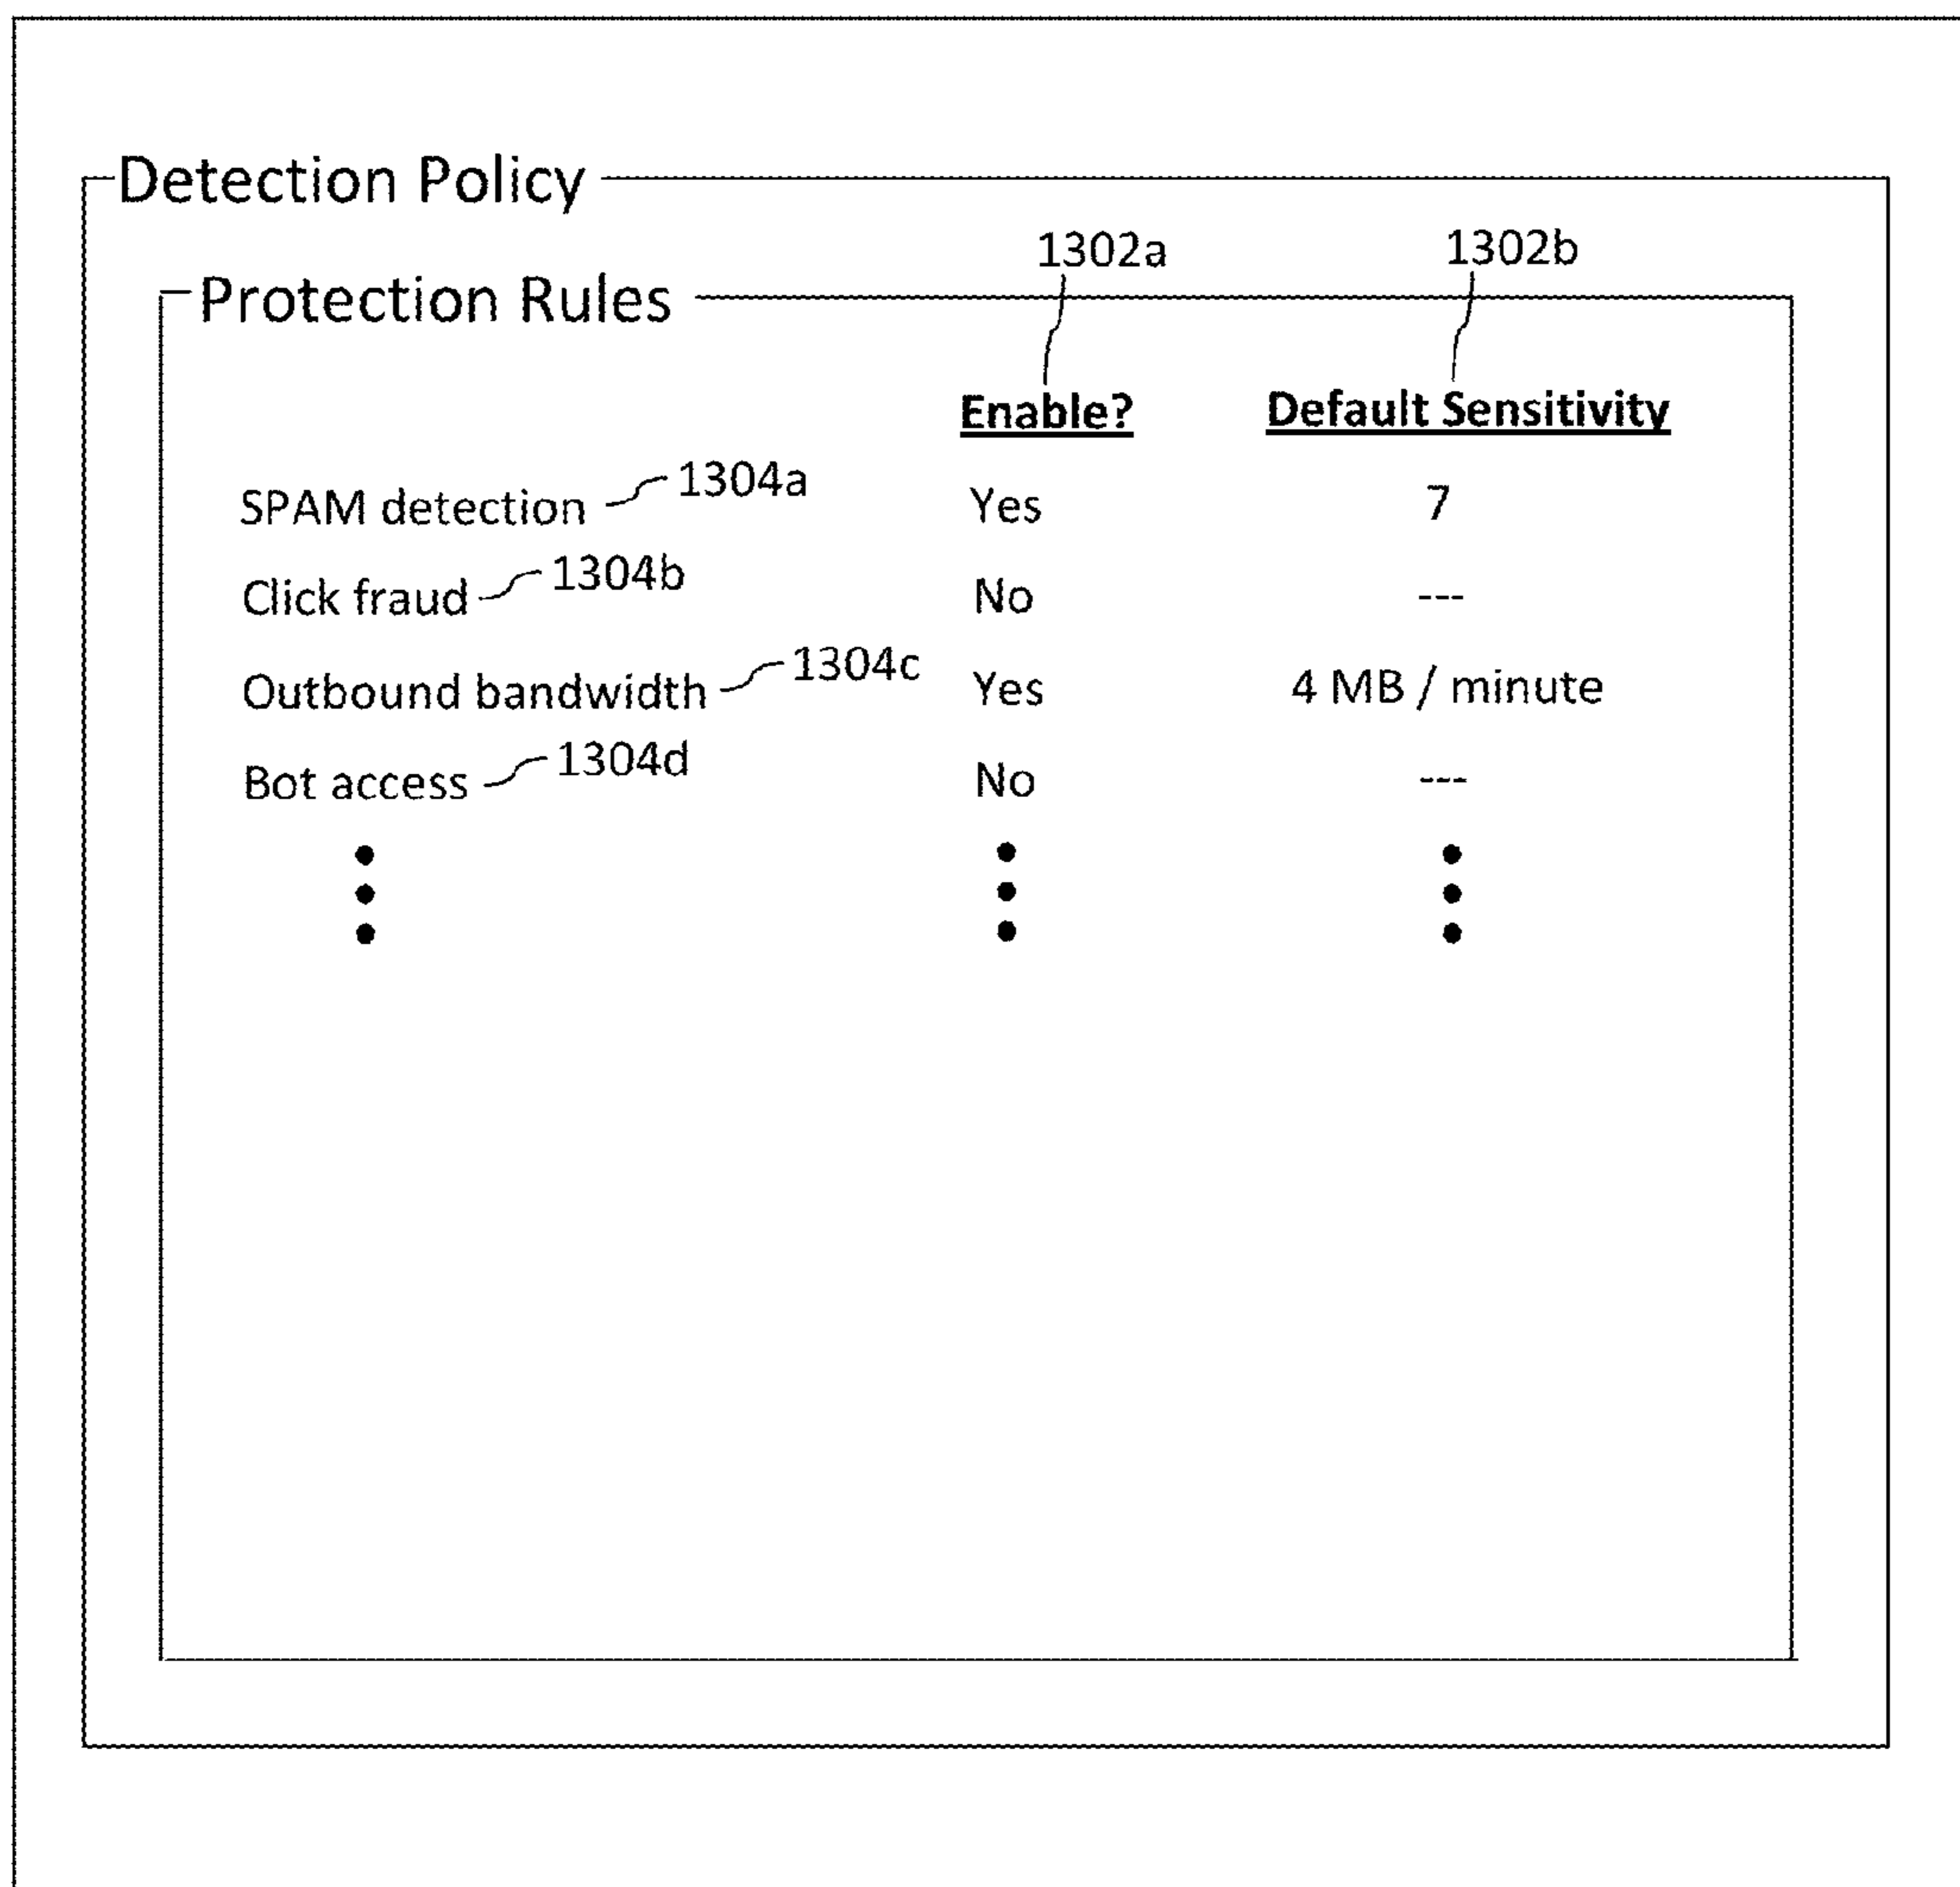 Detection Policy
1302a 1302b
Protection Rules
Enable? Default Sensitivity
SPAM detection 1304a Yes 7
Click fraud 1304b No ---
Outbound bandwidth 1304c Yes 4 MB / minute
Bot access 1304d No ---